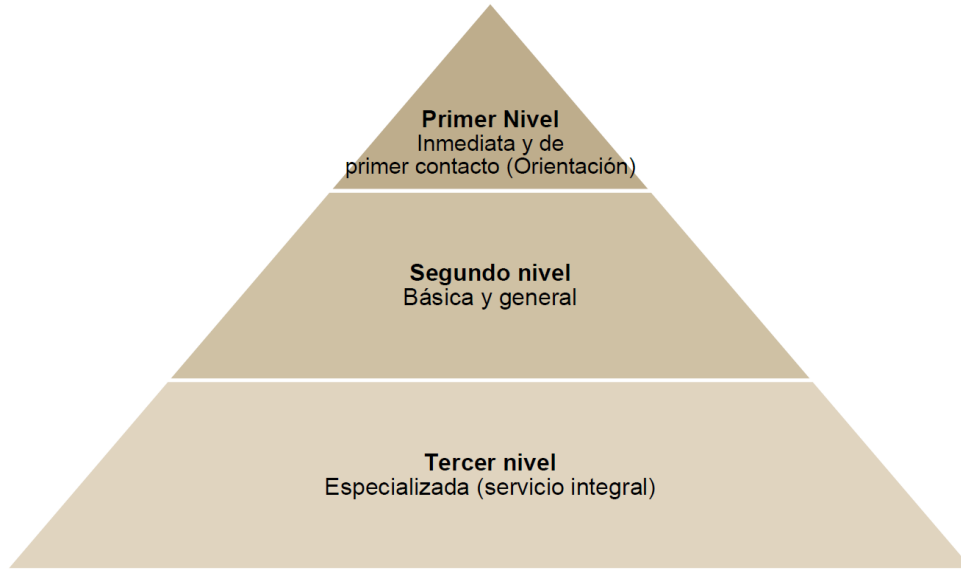 Primer Nivel
Inmediata y de
primer contacto (Orientación)
Segundo nivel
Básica y general
Tercer nivel
Especializada (servicio integral)